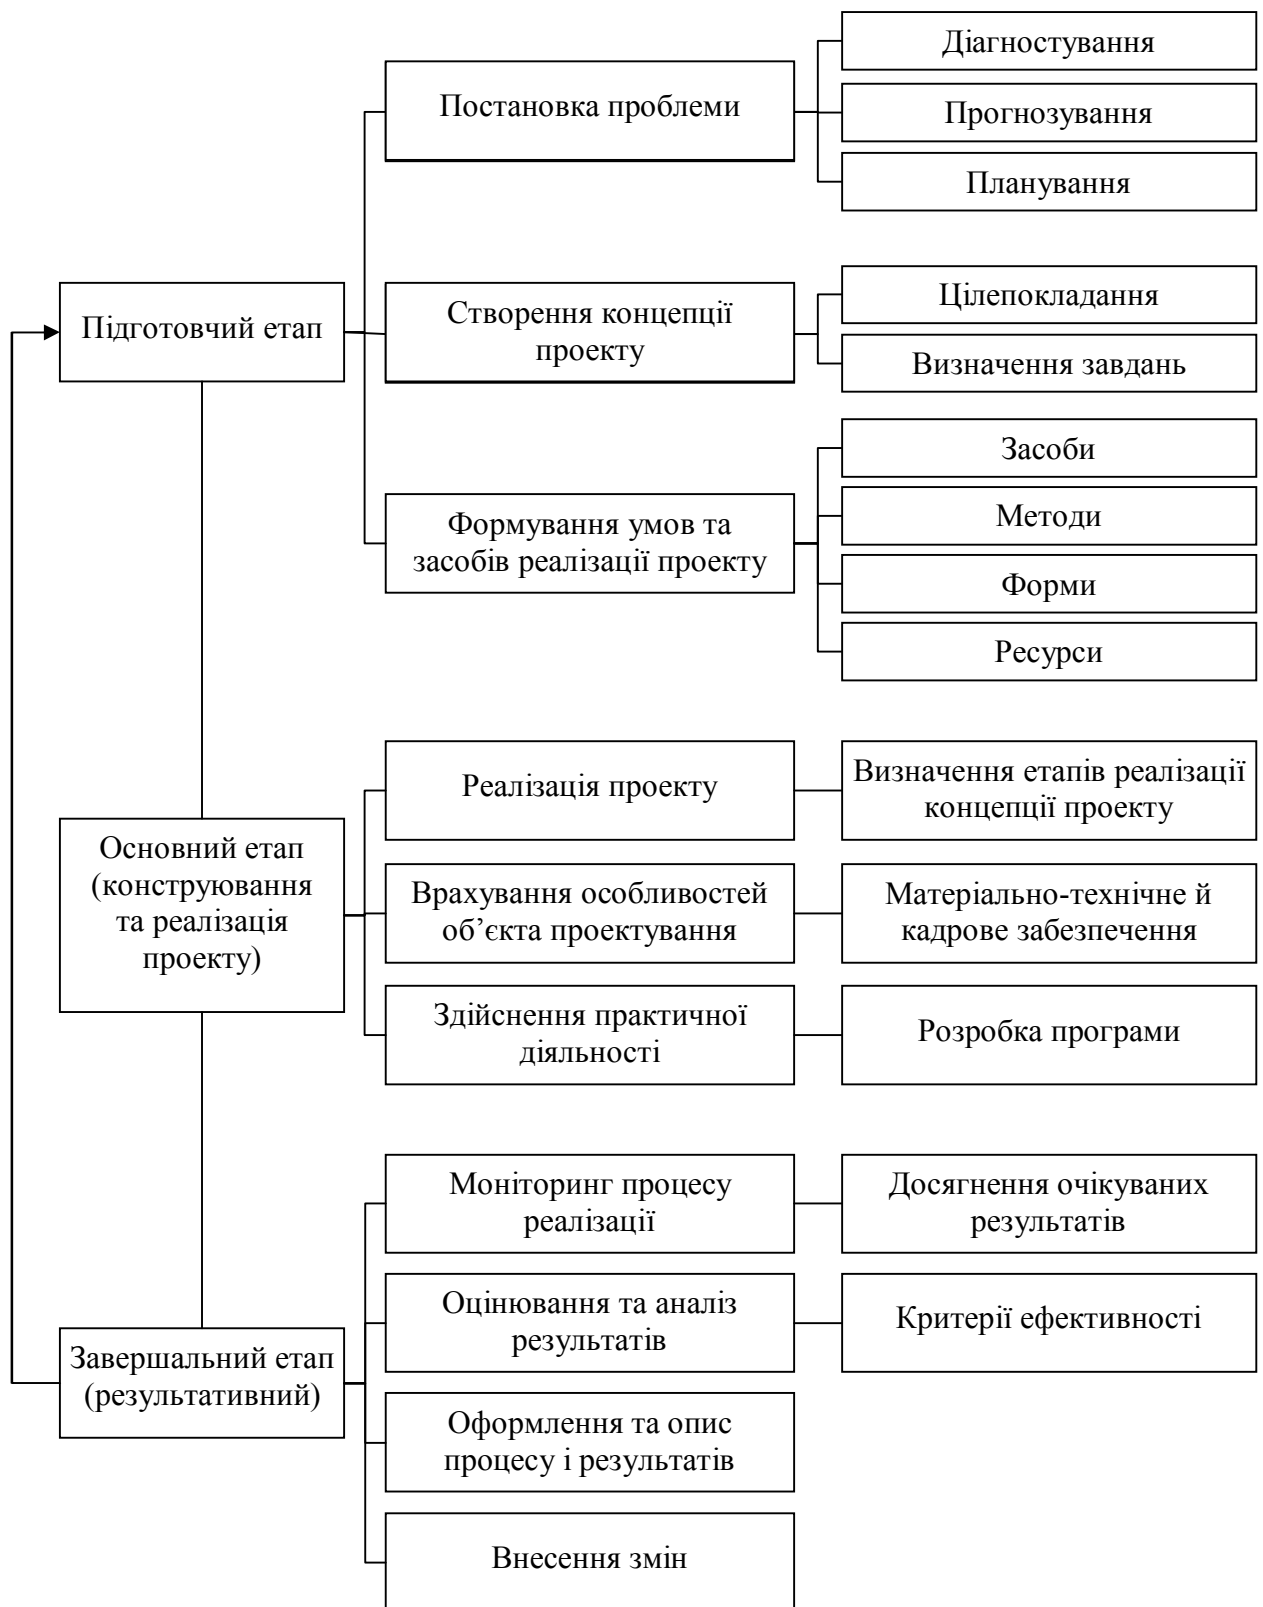 Підготовчий етап
Постановка проблеми
Діагностування
Прогнозування
Планування
Створення концепції
проекту
Цілепокладання
Визначення завдань
Формування умов та
засобів реалізації проекту
Засоби
Методи
Форми
Ресурси
Основний етап
(конструювання
та реалізація
проекту)
Реалізація проекту
Визначення етапів реалізації
концепції проекту
Врахування особливостей
об’єкта проектування
Матеріально-технічне й
кадрове забезпечення
Здійснення практичної
діяльності
Розробка програми
Завершальний етап
(результативний)
Моніторинг процесу
реалізації
Досягнення очікуваних
результатів
Оцінювання та аналіз
результатів
Критерії ефективності
Оформлення та опис
процесу і результатів
Внесення змін